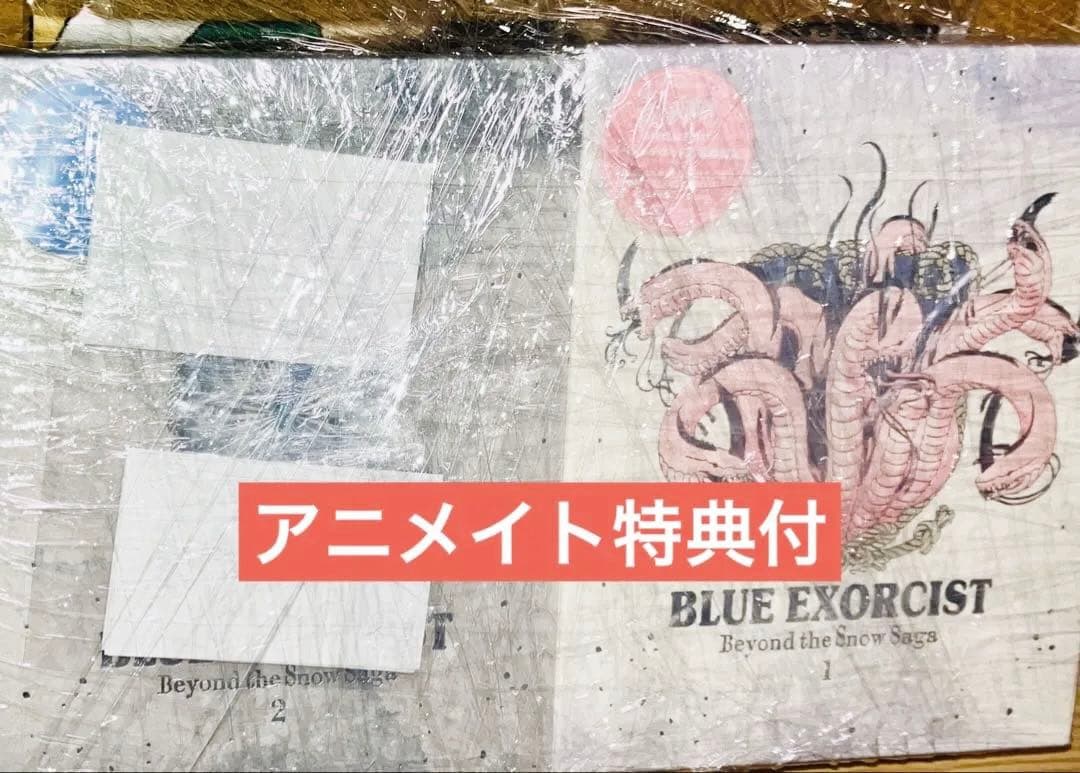 アニメイト特典付
BLUE EXORCIST
Beyond the Snow Saga
1
Beyond the Snow Saga
2